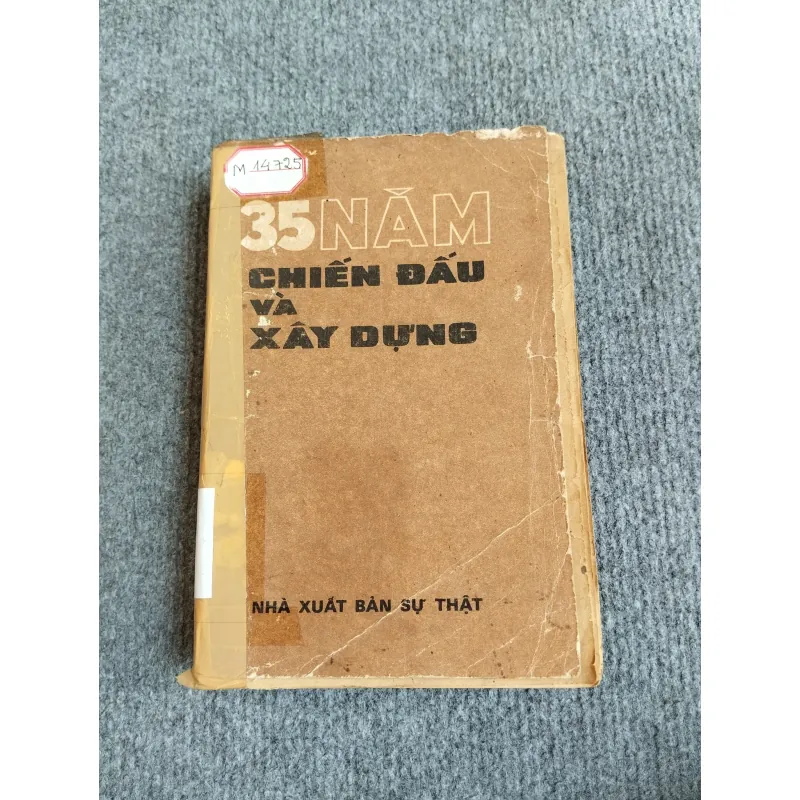 M 14725
35 NĂM
CHIẾN ĐẤU
VÀ
XÂY DỰNG
NHÀ XUẤT BẢN SỰ THẬT